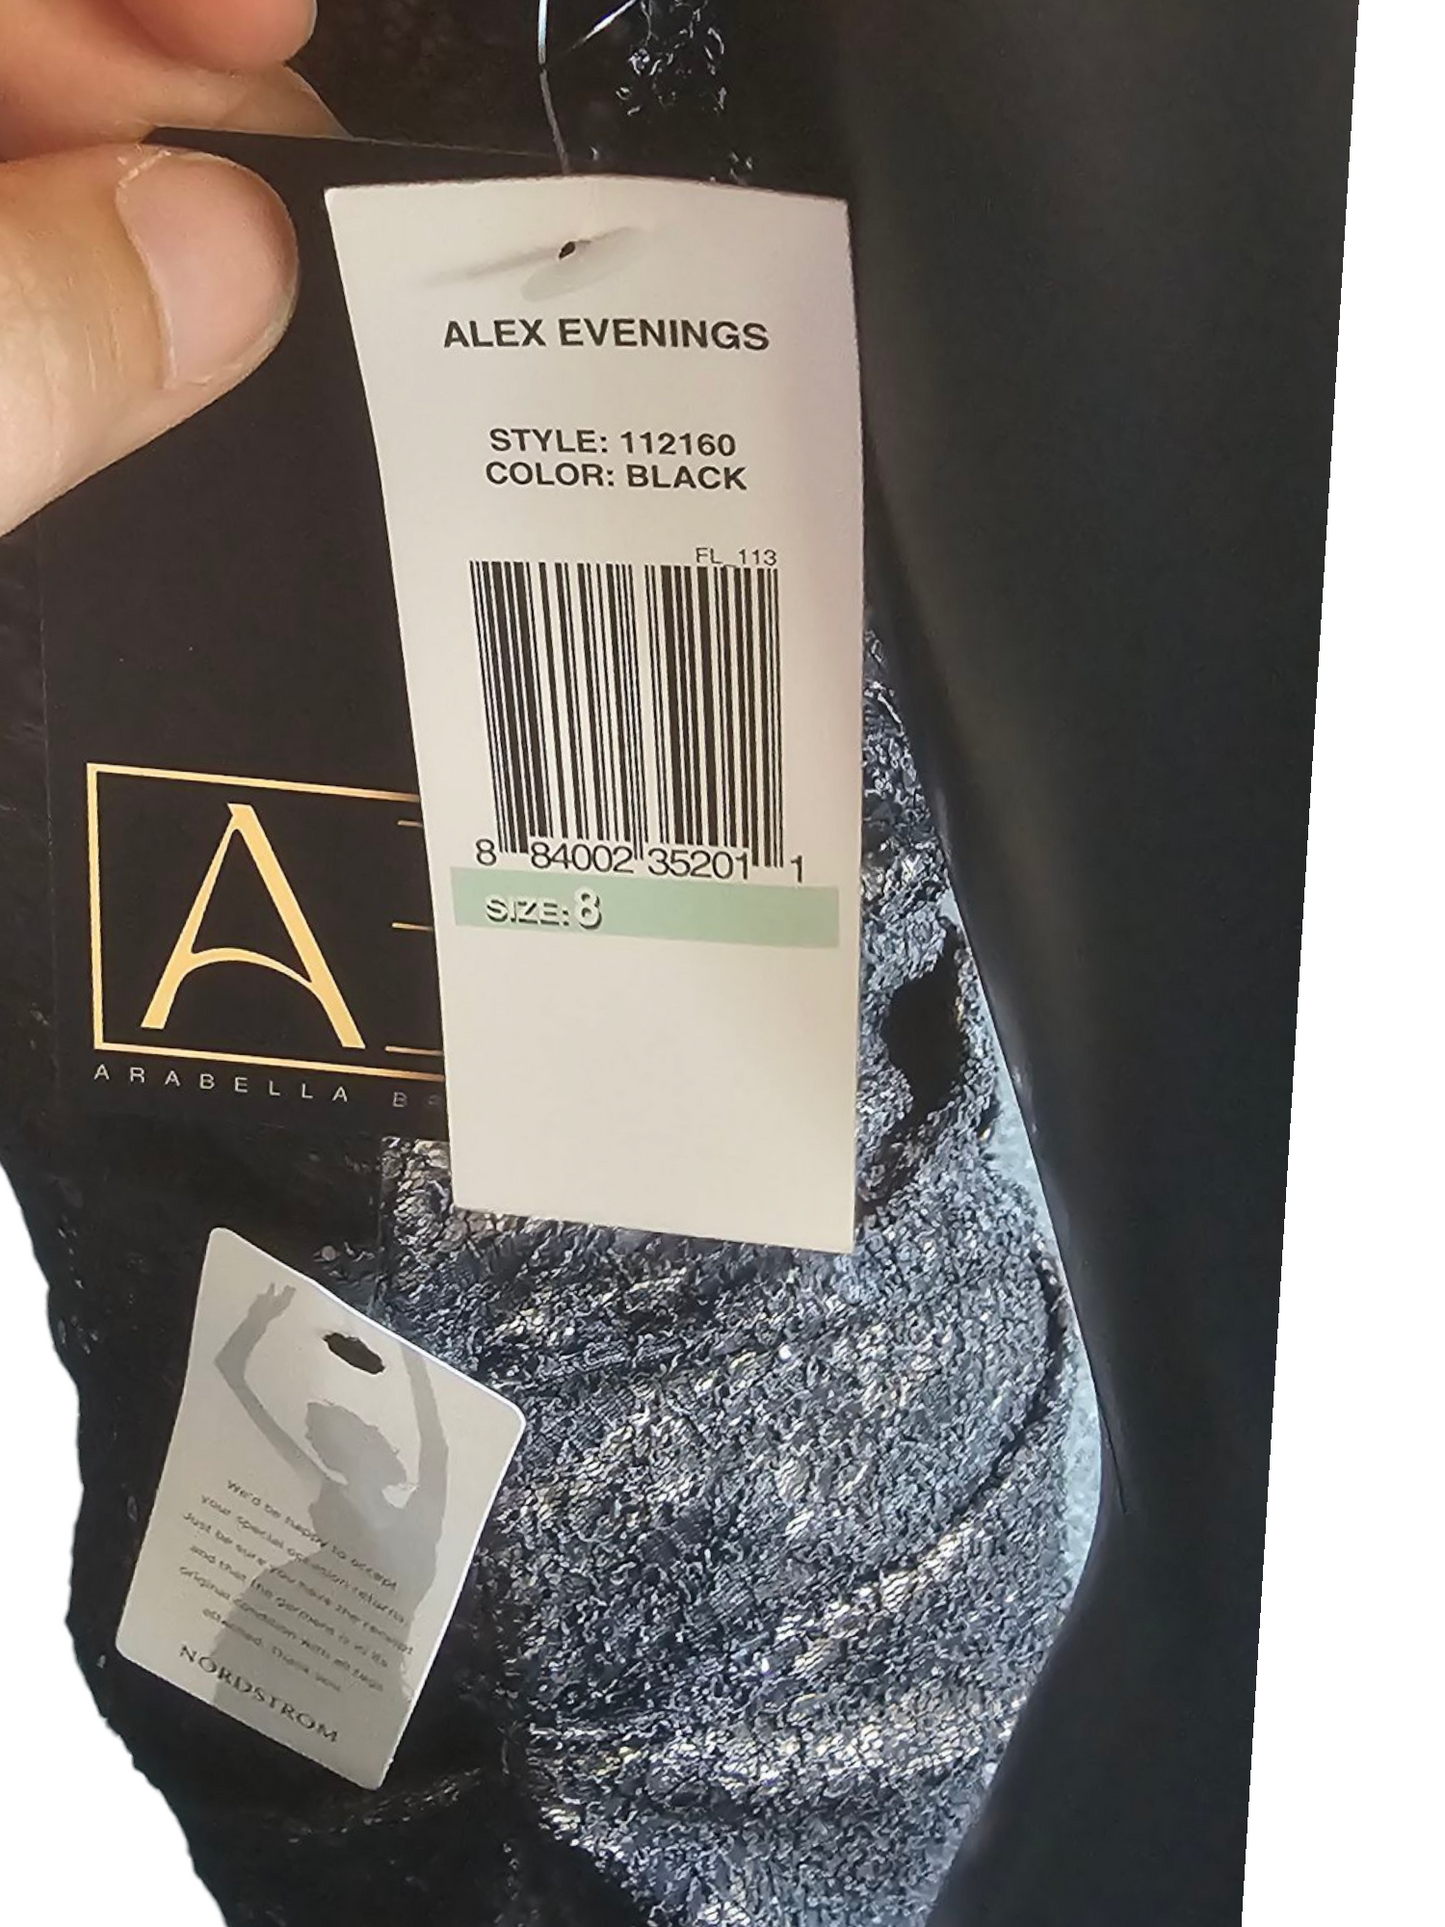 ALEX EVENINGS
STYLE: 112160
COLOR: BLACK
FL_113
8 84002 35201 1
SIZE: 8
A
ARABELLA B
We'd be happy to accept
your special occasion returns.
Just be sure you have the receipt
and that the garment is in its
original condition with all tags
attached. Thank you.
NORDSTROM